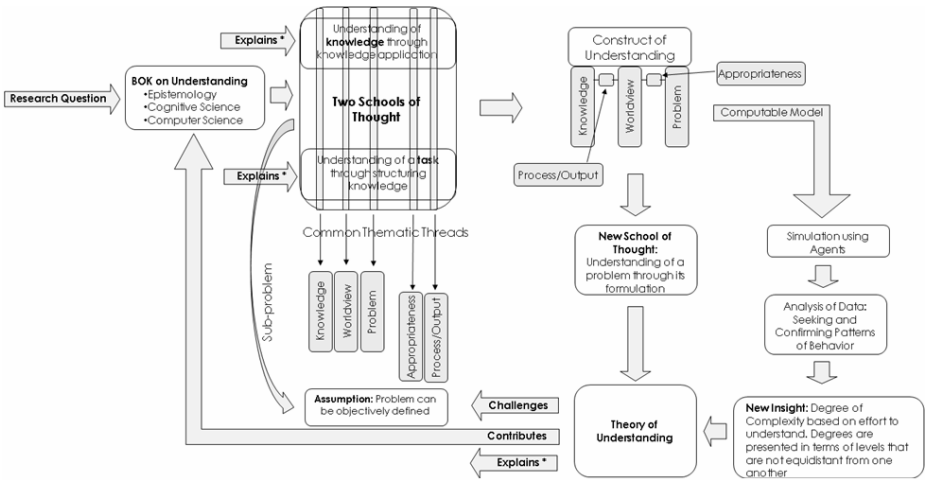 Research Question
BOK on Understanding
•Epistemology
•Cognitive Science
•Computer Science
Explains *
Understanding of
knowledge through
knowledge application
Two Schools of
Thought
Explains *
Understanding of a task
through structuring
knowledge
Common Thematic Threads
Knowledge
Worldview
Problem
Appropriateness
Process/Output
Sub-problem
Assumption: Problem can
be objectively defined
Construct of
Understanding
Knowledge
Worldview
Problem
Appropriateness
Process/Output
Computable Model
New School of
Thought:
Understanding of a
problem through its
formulation
Simulation using
Agents
Analysis of Data:
Seeking and
Confirming Patterns
of Behavior
New Insight: Degree of
Complexity based on effort to
understand. Degrees are
presented in terms of levels that
are not equidistant from one
another
Theory of
Understanding
Challenges
Contributes
Explains *